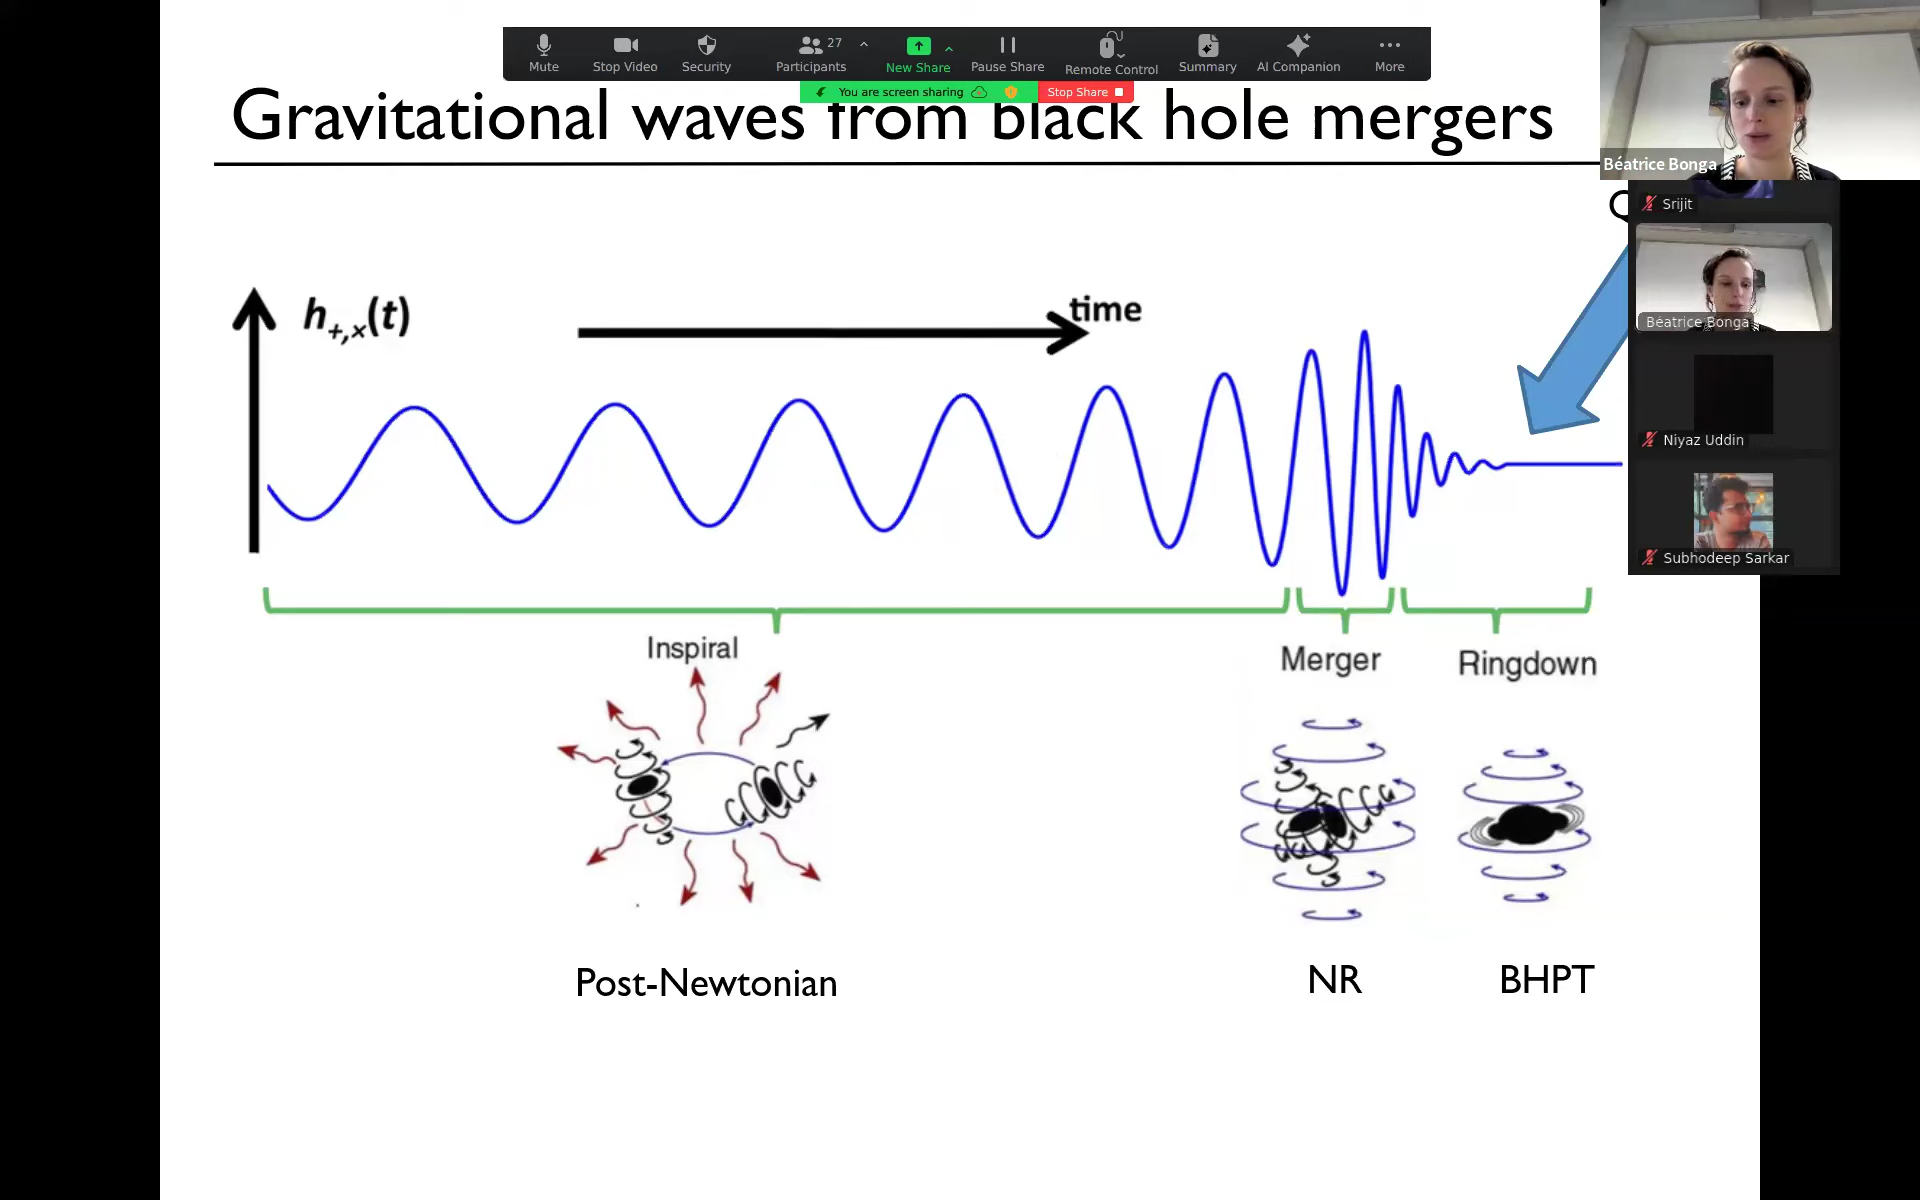 27
Mute
Stop Video
Security
Participants
New Share
Pause Share
Remote Control
Summary
AI Companion
More
You are screen sharing
Stop Share
Gravitational waves from black hole mergers
Béatrice Bonga
Srijit
Béatrice Bonga
Niyaz Uddin
Subhodeep Sarkar
h+,x(t)
time
Inspiral
Merger
Ringdown
Post-Newtonian
NR
BHPT